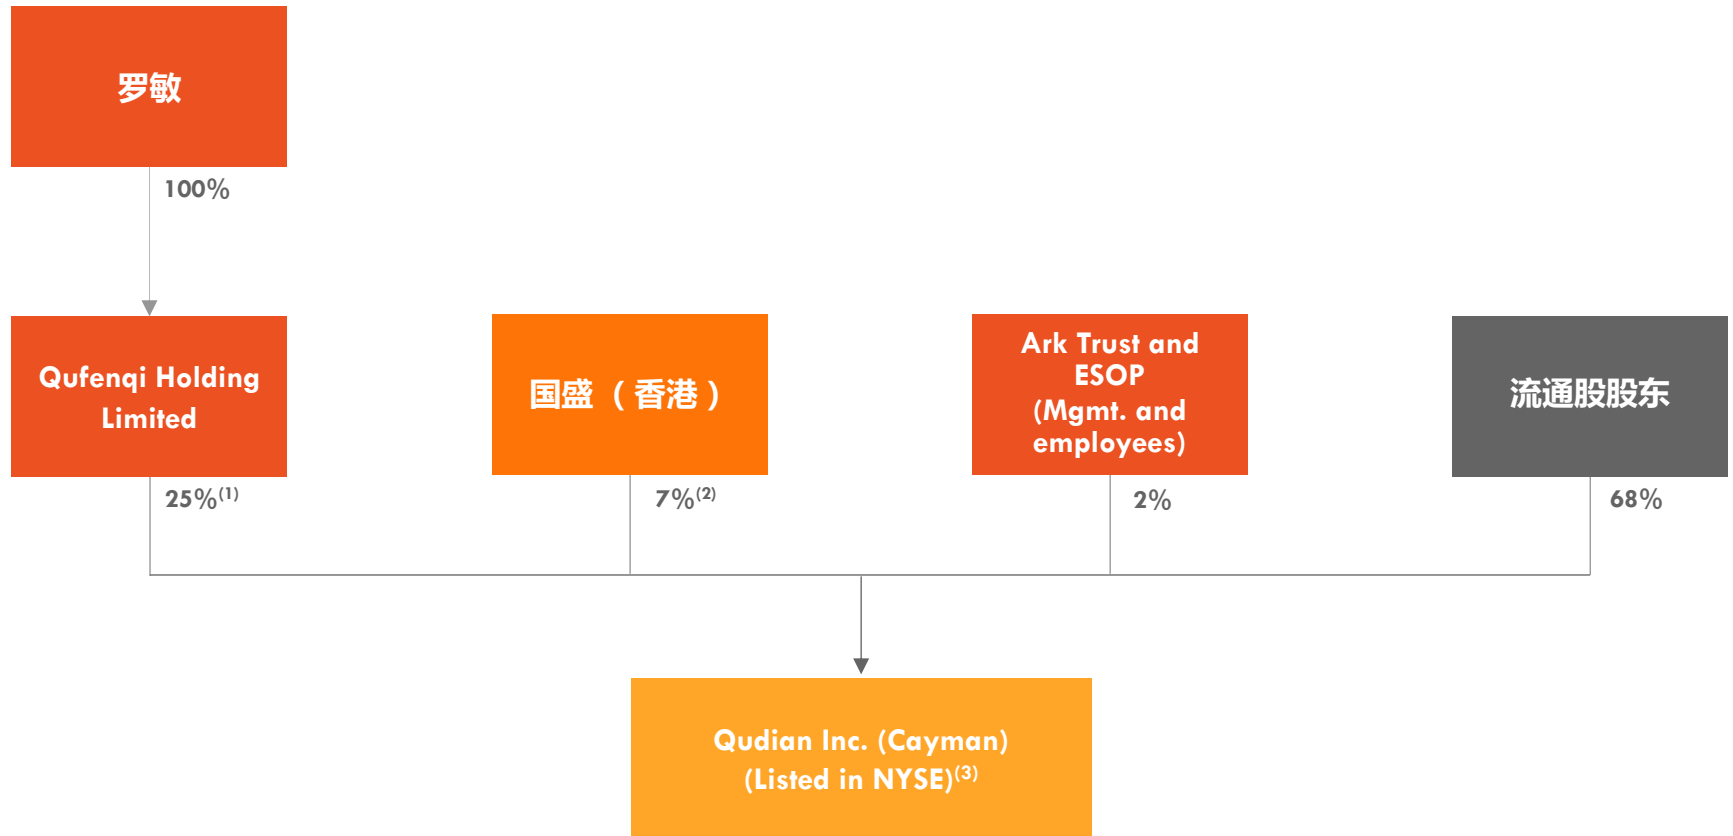 罗敏
100%
Qufenqi Holding
Limited
国盛（香港）
Ark Trust and
ESOP
(Mgmt. and
employees)
流通股股东
25%(1)
7%(2)
2%
68%
Qudian Inc. (Cayman)
(Listed in NYSE)(3)